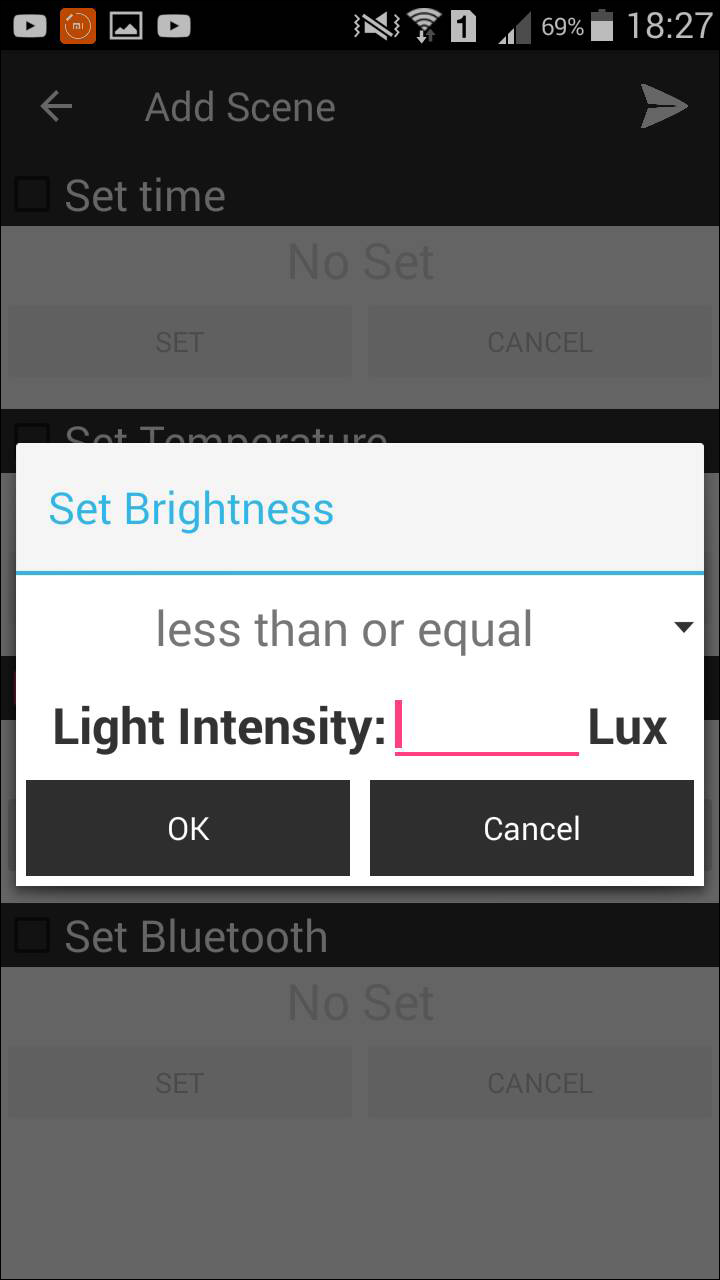 1 69% 18:27
Add Scene
Set time
No Set
SET CANCEL
Set Temperature
Set Brightness
less than or equal
Light Intensity: Lux
OK Cancel
Set Bluetooth
No Set
SET CANCEL